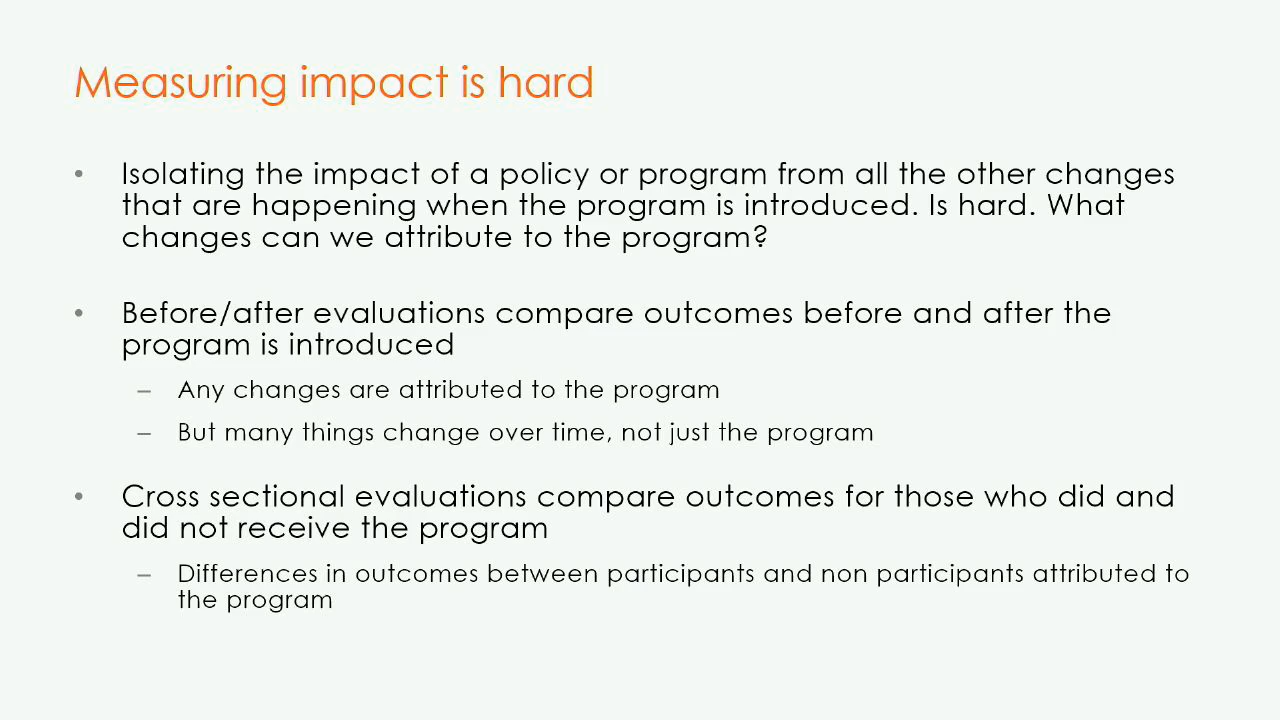 Measuring impact is hard
• Isolating the impact of a policy or program from all the other changes
that are happening when the program is introduced. Is hard. What
changes can we attribute to the program?
• Before/after evaluations compare outcomes before and after the
program is introduced
– Any changes are attributed to the program
– But many things change over time, not just the program
• Cross sectional evaluations compare outcomes for those who did and
did not receive the program
– Differences in outcomes between participants and non participants attributed to
the program